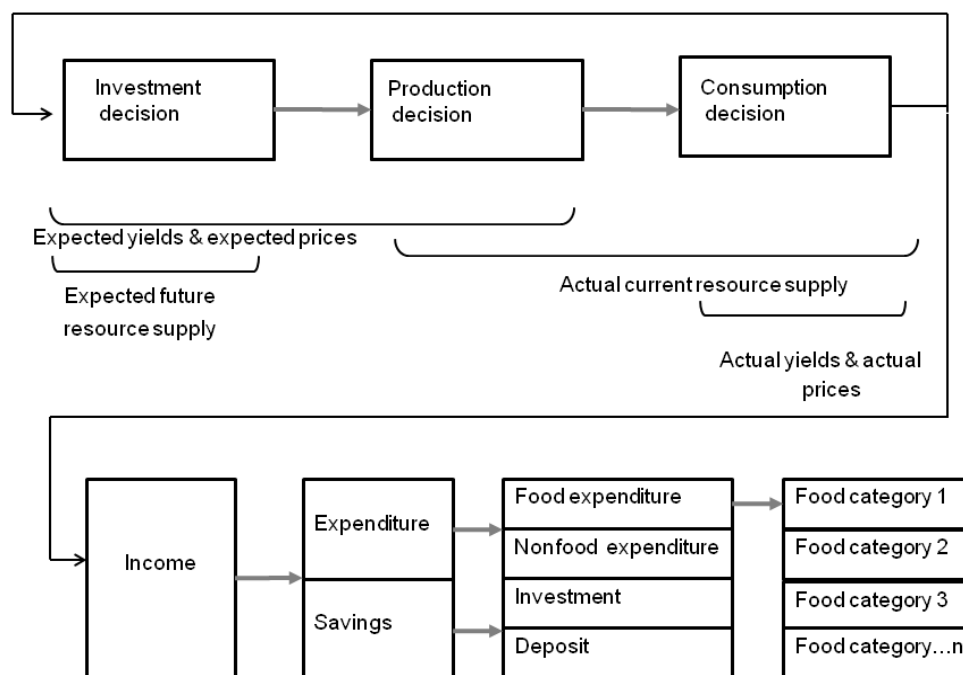 Investment
decision
Production
decision
Consumption
decision
Expected yields & expected prices
Expected future
resource supply
Actual current resource supply
Actual yields & actual
prices
Income
Expenditure
Savings
Food expenditure
Nonfood expenditure
Investment
Deposit
Food category 1
Food category 2
Food category 3
Food category…n